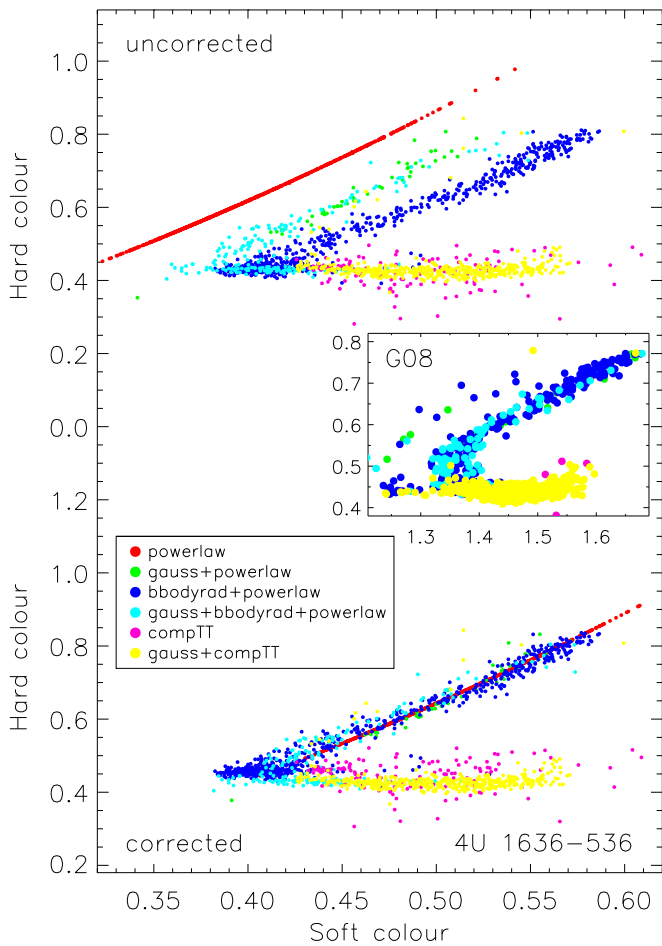 uncorrected
1.0
0.8
0.6
0.4
0.2
0.0
Hard colour
G08
0.8
0.7
0.6
0.5
0.4
1.3 1.4 1.5 1.6
1.2
1.0
0.8
0.6
0.4
0.2
Hard colour
powerlaw
gauss+powerlaw
bbodyrad+powerlaw
gauss+bbodyrad+powerlaw
compTT
gauss+compTT
corrected
4U 1636−536
0.35 0.40 0.45 0.50 0.55 0.60
Soft colour